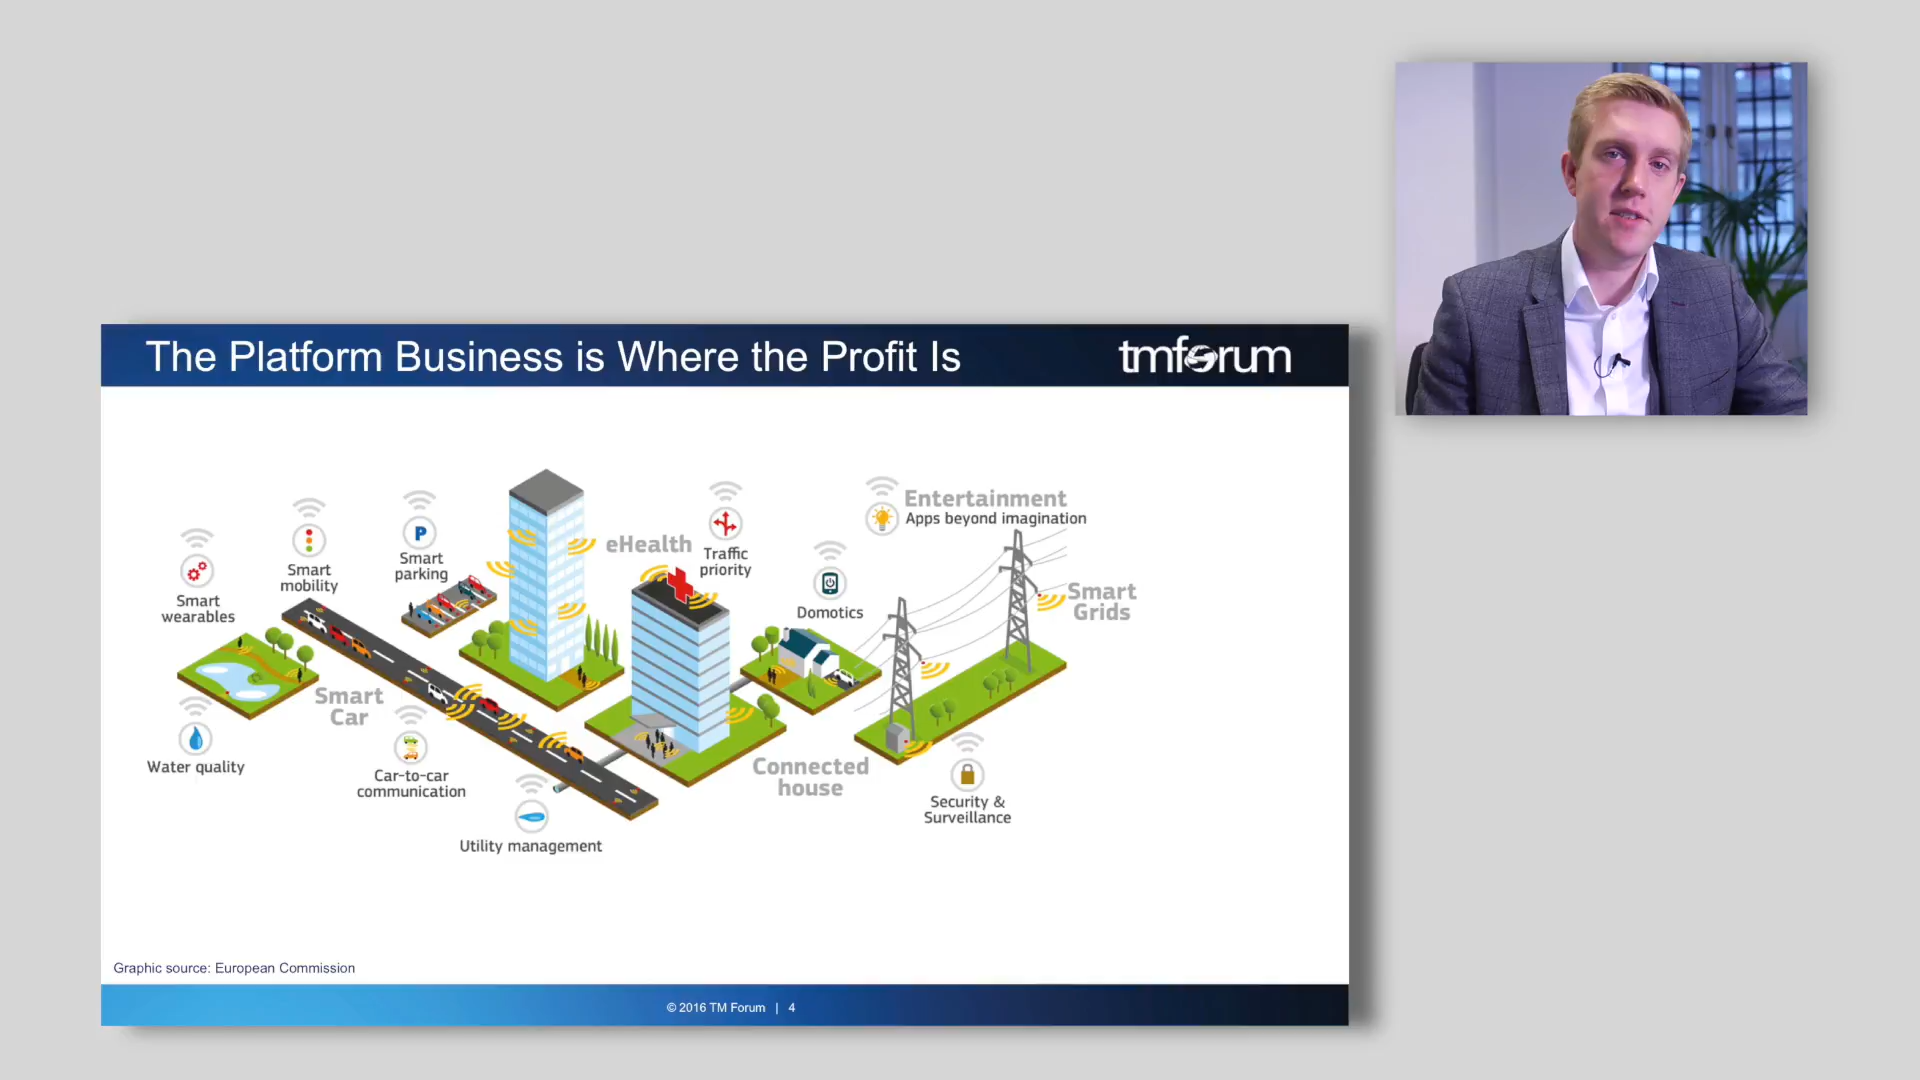 The Platform Business is Where the Profit Is
tmforum
Entertainment
Apps beyond imagination
eHealth
Traffic
priority
Smart
parking
Smart
mobility
Smart
wearables
Domotics
Smart
Grids
Smart
Car
Water quality
Car-to-car
communication
Connected
house
Security &
Surveillance
Utility management
P
Graphic source: European Commission
© 2016 TM Forum | 4